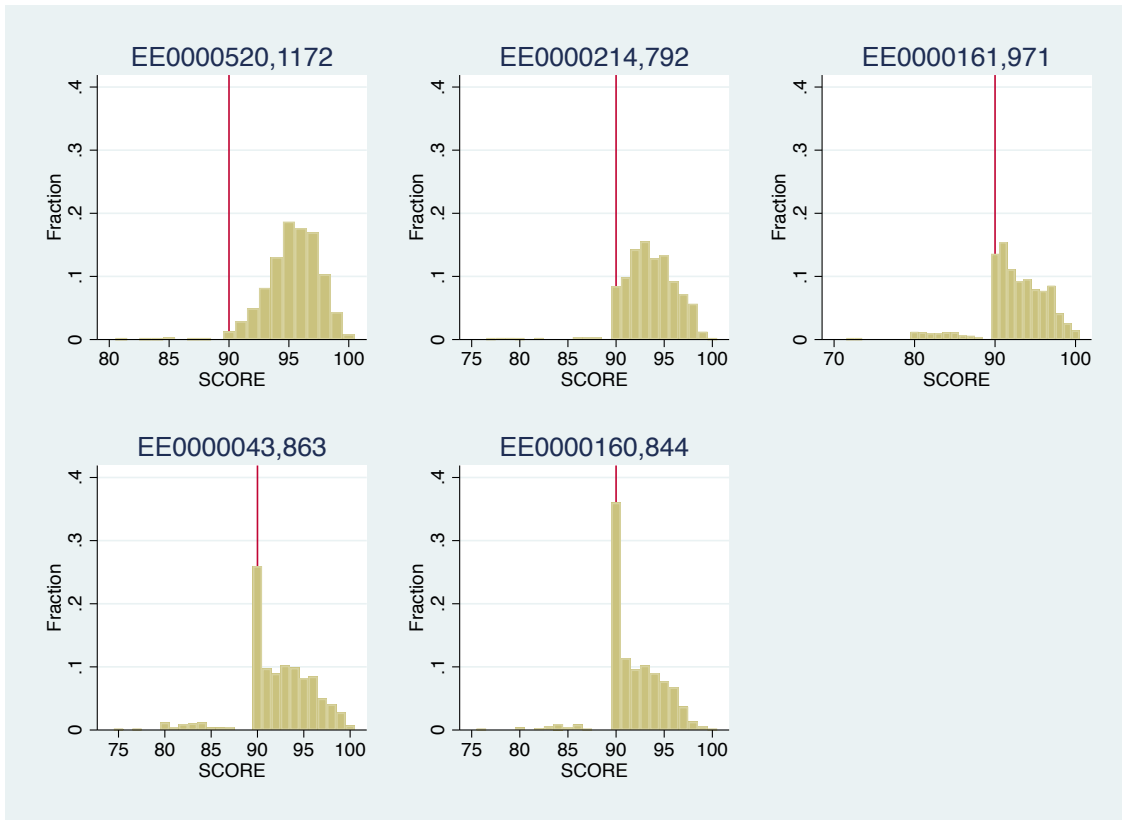 EE0000520,1172
Fraction
0 .1 .2 .3 .4
80 85 90 95 100
SCORE
EE0000214,792
Fraction
0 .1 .2 .3 .4
75 80 85 90 95 100
SCORE
EE0000161,971
Fraction
0 .1 .2 .3 .4
70 80 90 100
SCORE
EE0000043,863
Fraction
0 .1 .2 .3 .4
75 80 85 90 95 100
SCORE
EE0000160,844
Fraction
0 .1 .2 .3 .4
75 80 85 90 95 100
SCORE